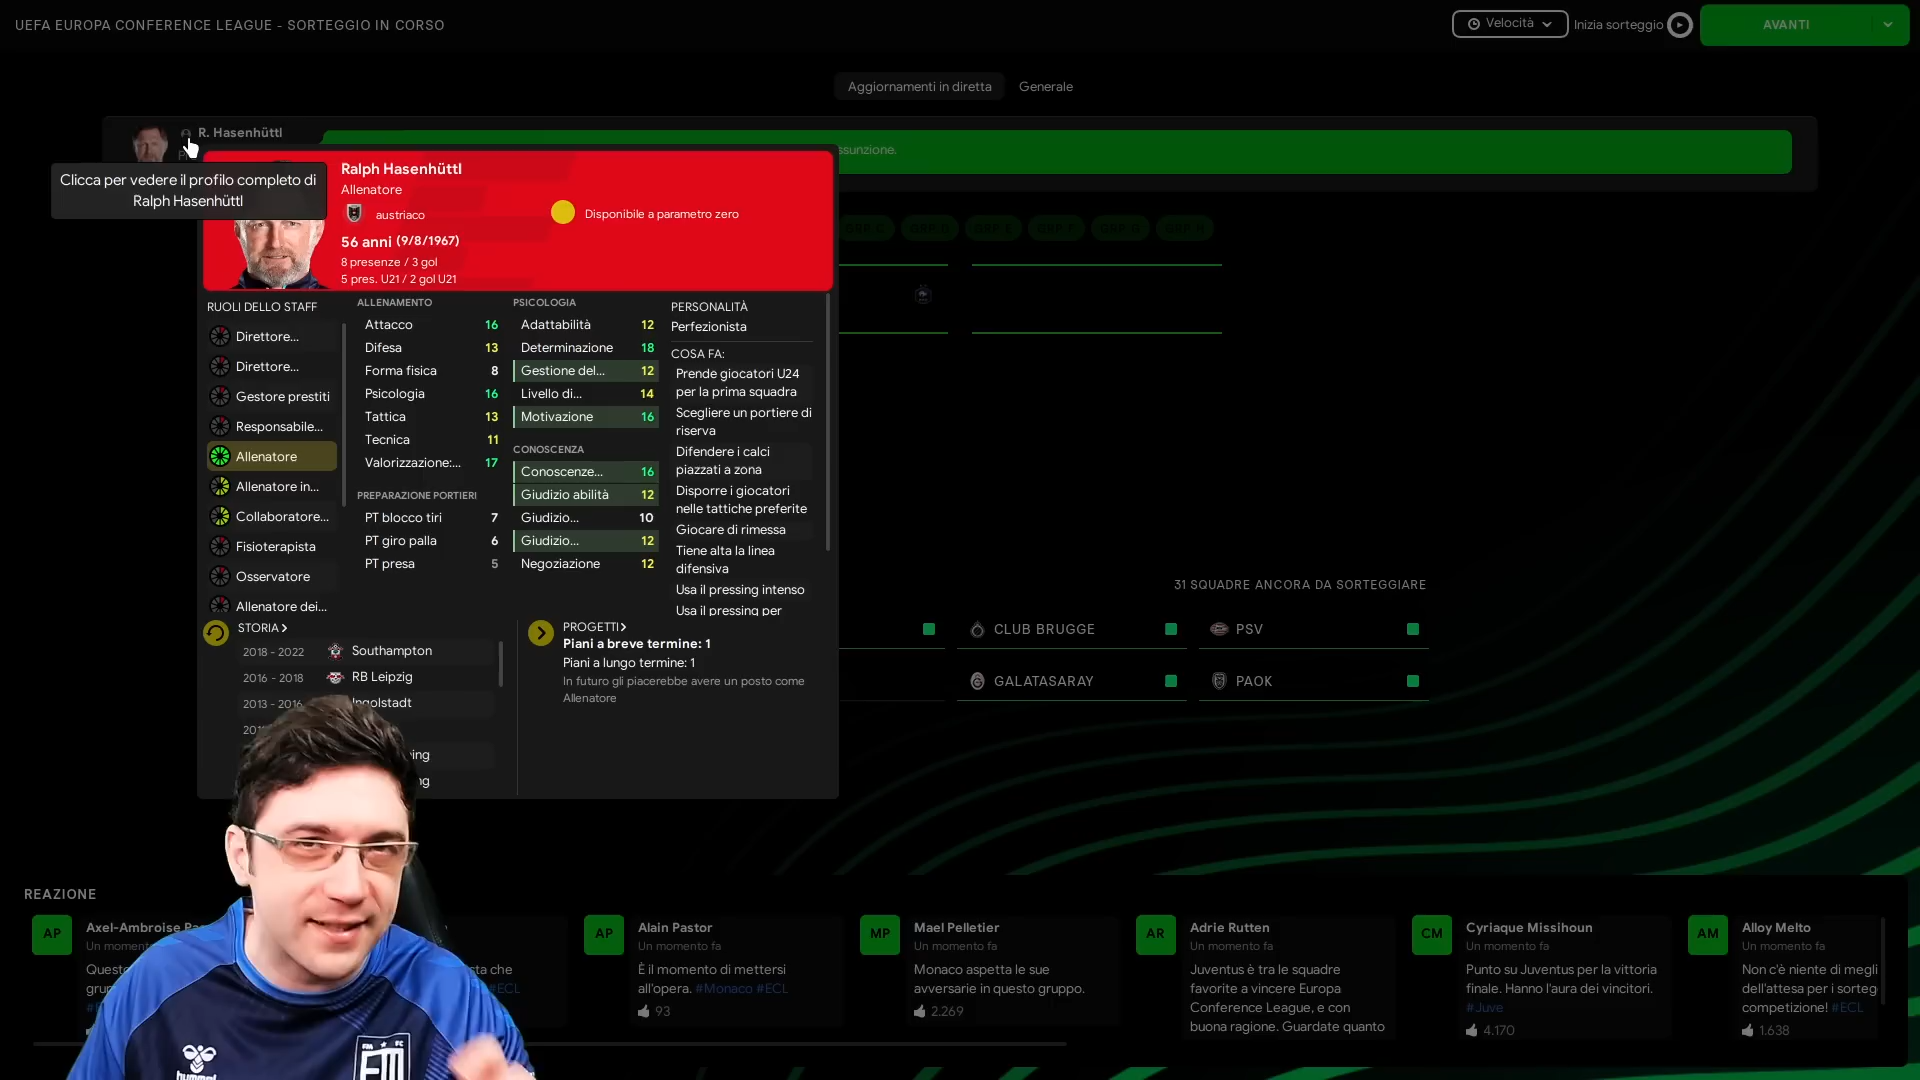 UEFA EUROPA CONFERENCE LEAGUE - SORTEGGIO IN CORSO
Velocità
Inizia sorteggio
AVANTI
Aggiornamenti in diretta
Generale
R. Hasenhüttl
ssunzione.
Clicca per vedere il profilo completo di
Ralph Hasenhüttl
Ralph Hasenhüttl
Allenatore
austriaco
Disponibile a parametro zero
56 anni (9/8/1967)
8 presenze / 3 gol
5 pres. U21 / 2 gol U21
RUOLI DELLO STAFF
Direttore...
Direttore...
Gestore prestiti
Responsabile...
Allenatore
Allenatore in...
Collaboratore...
Fisioterapista
Osservatore
Allenatore dei...
ALLENAMENTO
Attacco 16
Difesa 13
Forma fisica 8
Psicologia 16
Tattica 13
Tecnica 11
Valorizzazione:... 17
PREPARAZIONE PORTIERI
PT blocco tiri 7
PT giro palla 6
PT presa 5
PSICOLOGIA
Adattabilità 12
Determinazione 18
Gestione del... 12
Livello di... 14
Motivazione 16
CONOSCENZA
Conoscenze... 16
Giudizio abilità 12
Giudizio... 10
Giudizio... 12
Negoziazione 12
PERSONALITÀ
Perfezionista
COSA FA:
Prende giocatori U24
per la prima squadra
Scegliere un portiere di
riserva
Difendere i calci
piazzati a zona
Disporre i giocatori
nelle tattiche preferite
Giocare di rimessa
Tiene alta la linea
difensiva
Usa il pressing intenso
Usa il pressing per
STORIA
2018 - 2022 Southampton
2016 - 2018 RB Leipzig
2013 - 2016 Ingolstadt
PROGETTI
Piani a breve termine: 1
Piani a lungo termine: 1
In futuro gli piacerebbe avere un posto come
Allenatore
31 SQUADRE ANCORA DA SORTEGGIARE
CLUB BRUGGE
PSV
GALATASARAY
PAOK
REAZIONE
AP
Axel-Ambroise
Un momento
#ECL
AP
Alain Pastor
Un momento fa
È il momento di mettersi
all'opera. #Monaco #ECL
93
MP
Mael Pelletier
Un momento fa
Monaco aspetta le sue
avversarie in questo gruppo.
2.269
AR
Adrie Rutten
Un momento fa
Juventus è tra le squadre
favorite a vincere Europa
Conference League, e con
buona ragione. Guardate quanto
CM
Cyriaque Missihoun
Un momento fa
Punto su Juventus per la vittoria
finale. Hanno l'aura dei vincitori.
#Juve
4.170
AM
Alloy Melto
Un momento fa
Non c'è niente di megli
dell'attesa per i sorteg
competizione! #ECL
1.638
hummel